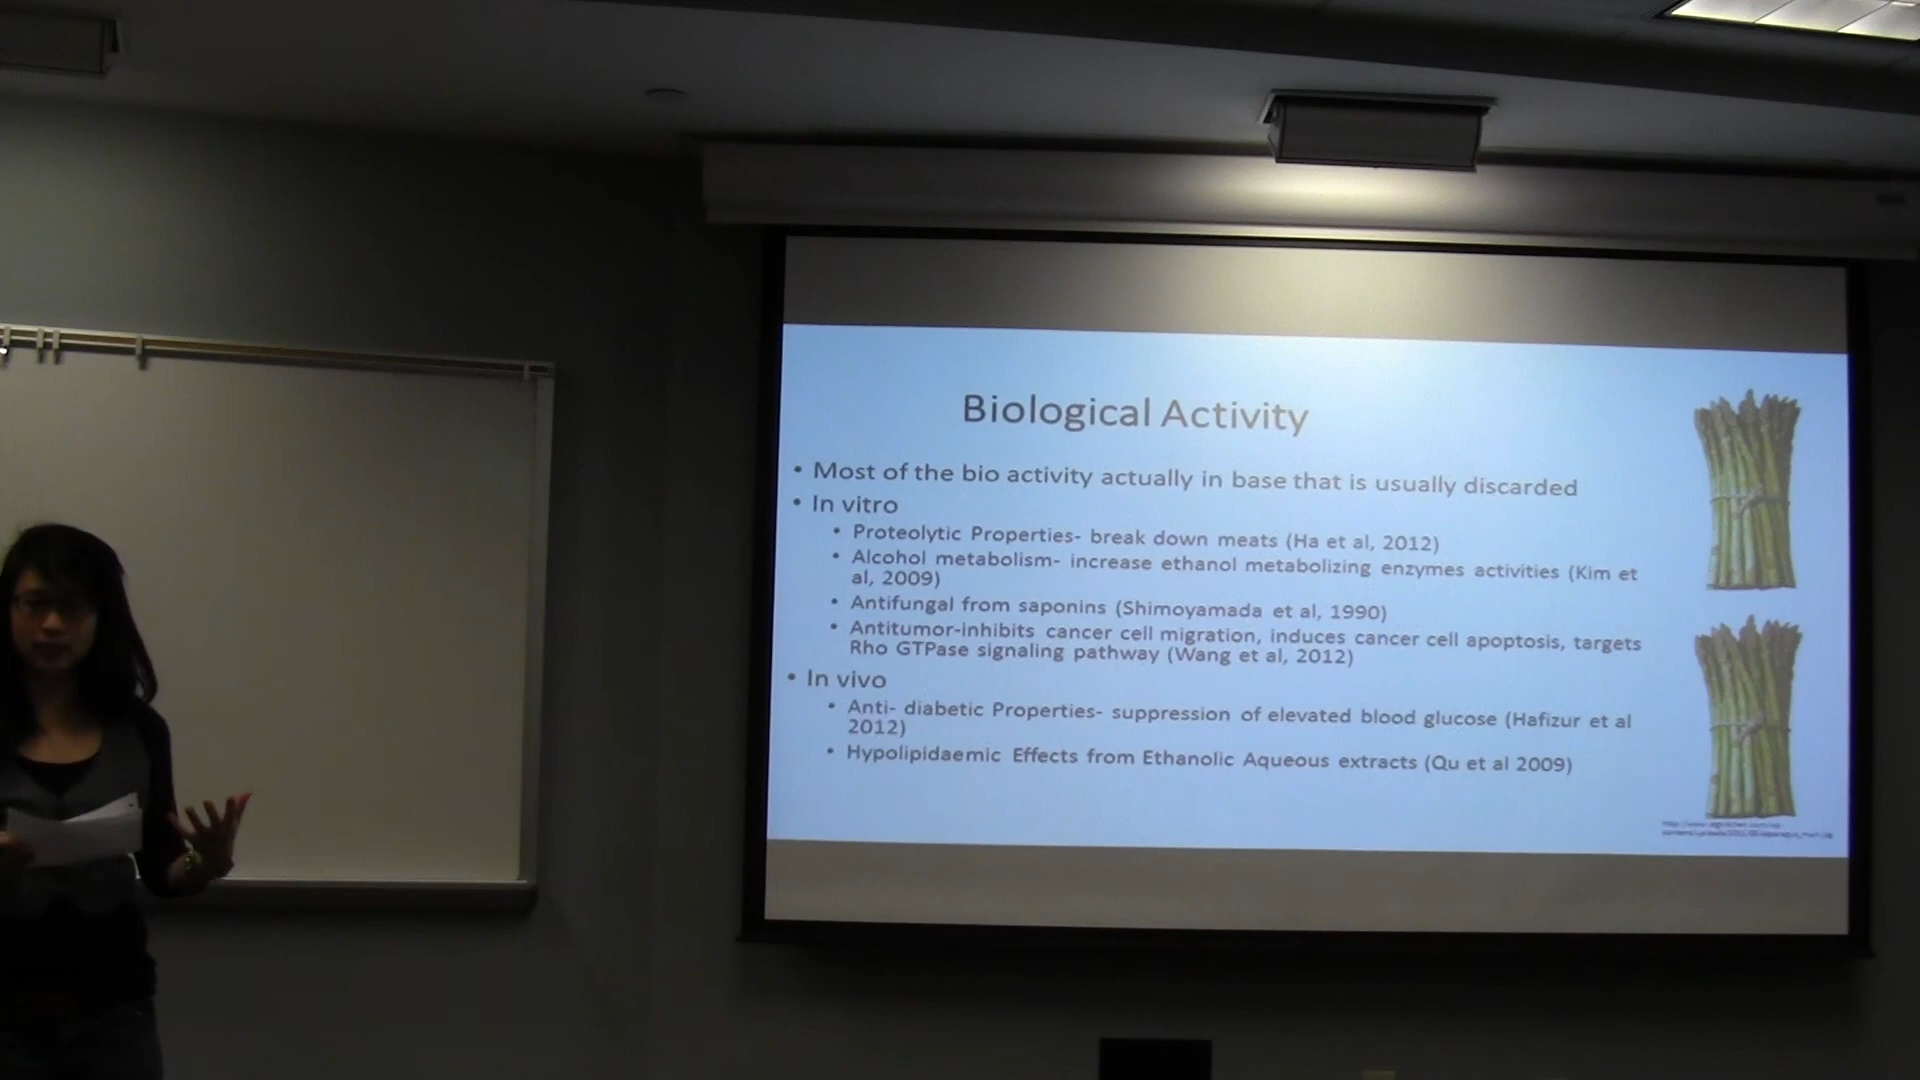 Biological Activity
• Most of the bio activity actually in base that is usually discarded
• In vitro
• Proteolytic Properties- break down meats (Ha et al, 2012)
• Alcohol metabolism- increase ethanol metabolizing enzymes activities (Kim et
al, 2009)
• Antifungal from saponins (Shimoyamada et al, 1990)
• Antitumor-inhibits cancer cell migration, induces cancer cell apoptosis, targets
Rho GTPase signaling pathway (Wang et al, 2012)
• In vivo
• Anti- diabetic Properties- suppression of elevated blood glucose (Hafizur et al
2012)
• Hypolipidaemic Effects from Ethanolic Aqueous extracts (Qu et al 2009)